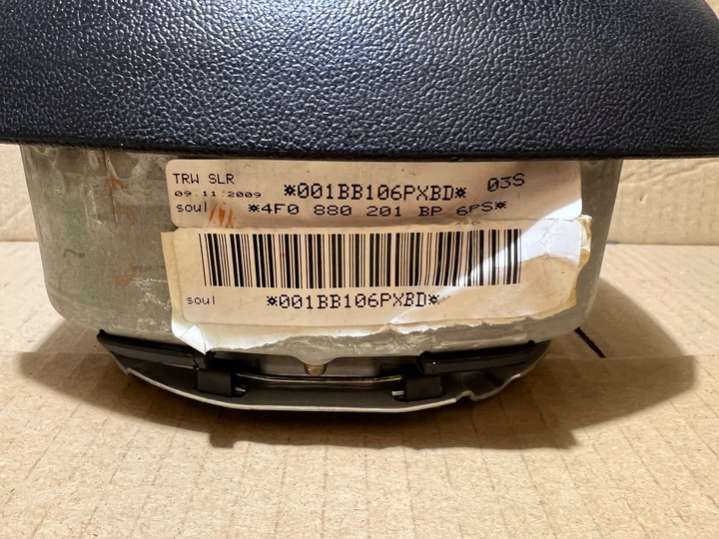 TRW SLR *001BB106PXBD* 03S
09.11.2009
soul *4F0 880 201 BP 6PS*
soul *001BB106PXBD*